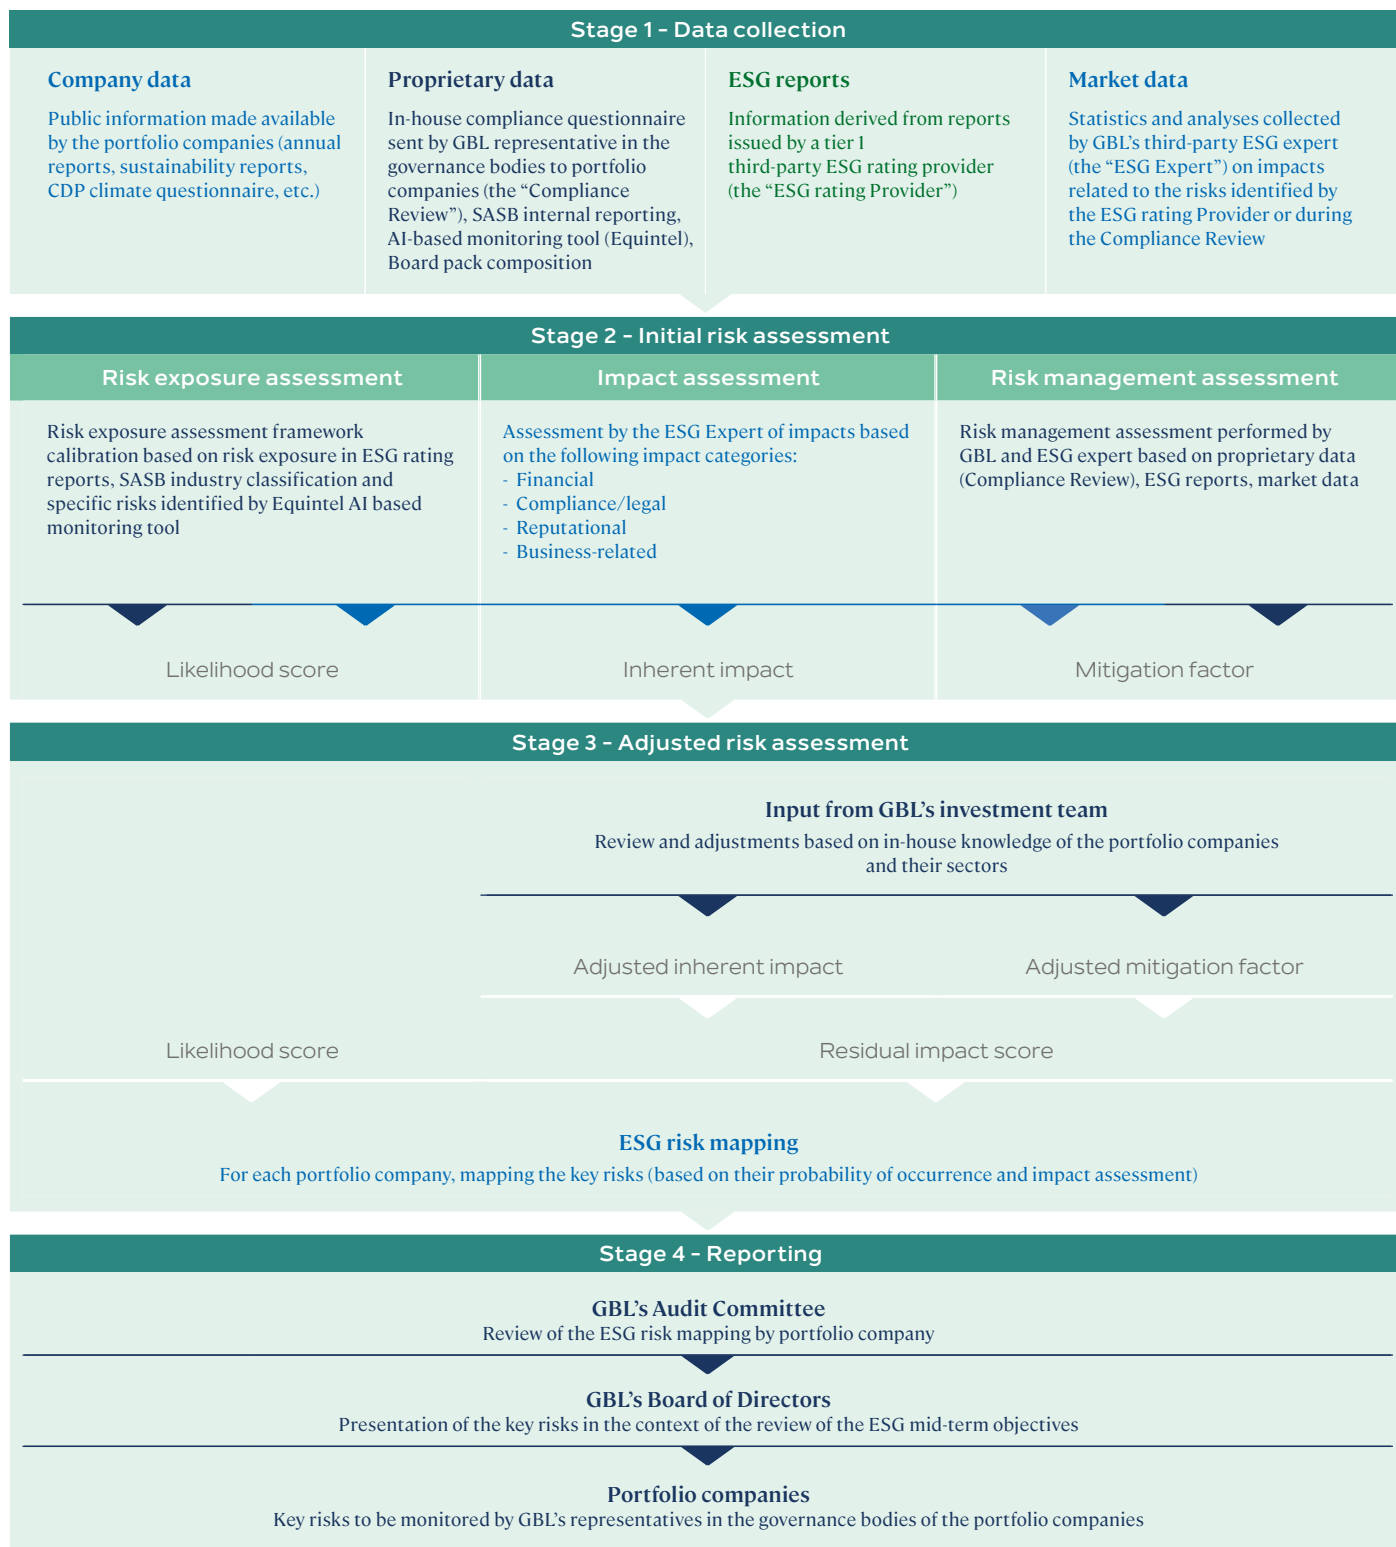 Stage 1 - Data collection
Company data
Public information made available
by the portfolio companies (annual
reports, sustainability reports,
CDP climate questionnaire, etc.)
Proprietary data
In-house compliance questionnaire
sent by GBL representative in the
governance bodies to portfolio
companies (the “Compliance
Review”), SASB internal reporting,
AI-based monitoring tool (Equintel),
Board pack composition
ESG reports
Information derived from reports
issued by a tier 1
third-party ESG rating provider
(the “ESG rating Provider”)
Market data
Statistics and analyses collected
by GBL’s third-party ESG expert
(the “ESG Expert”) on impacts
related to the risks identified by
the ESG rating Provider or during
the Compliance Review
Stage 2 - Initial risk assessment
Risk exposure assessment
Risk exposure assessment framework
calibration based on risk exposure in ESG rating
reports, SASB industry classification and
specific risks identified by Equintel AI based
monitoring tool
Impact assessment
Assessment by the ESG Expert of impacts based
on the following impact categories:
- Financial
- Compliance/legal
- Reputational
- Business-related
Risk management assessment
Risk management assessment performed by
GBL and ESG expert based on proprietary data
(Compliance Review), ESG reports, market data
Likelihood score
Inherent impact
Mitigation factor
Stage 3 - Adjusted risk assessment
Input from GBL’s investment team
Review and adjustments based on in-house knowledge of the portfolio companies
and their sectors
Adjusted inherent impact
Adjusted mitigation factor
Likelihood score
Residual impact score
ESG risk mapping
For each portfolio company, mapping the key risks (based on their probability of occurrence and impact assessment)
Stage 4 - Reporting
GBL’s Audit Committee
Review of the ESG risk mapping by portfolio company
GBL’s Board of Directors
Presentation of the key risks in the context of the review of the ESG mid-term objectives
Portfolio companies
Key risks to be monitored by GBL’s representatives in the governance bodies of the portfolio companies